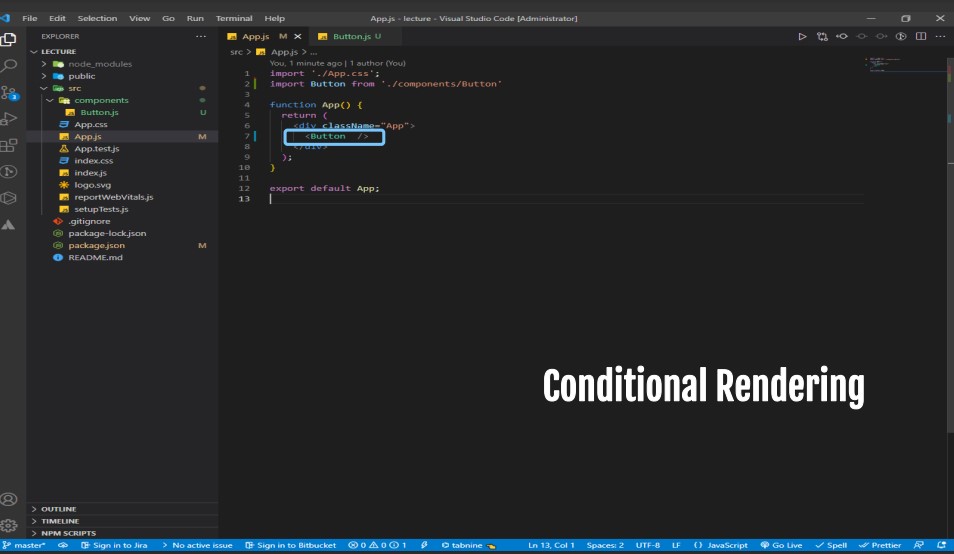 File Edit Selection View Go Run Terminal Help
App.js - lecture - Visual Studio Code [Administrator]
EXPLORER ...
LECTURE
node_modules
public
src
components
Button.js U
App.css
App.js M
App.test.js
index.css
index.js
logo.svg
reportWebVitals.js
setupTests.js
.gitignore
package-lock.json
package.json M
README.md
OUTLINE
TIMELINE
NPM SCRIPTS
3
App.js M
Button.js U
src > App.js > ...
You, 1 minute ago | 1 author (You)
1 import './App.css';
2 import Button from './components/Button'
3
4 function App() {
5 return (
6 <div className="App">
7 <Button />
8 </div>
9 );
10 }
11
12 export default App;
13
Conditional Rendering
master* Sign in to Jira > No active issue Sign in to Bitbucket 0 0 1 tabnine Ln 13, Col 1 Spaces: 2 UTF-8 LF {} JavaScript Go Live Spell Prettier